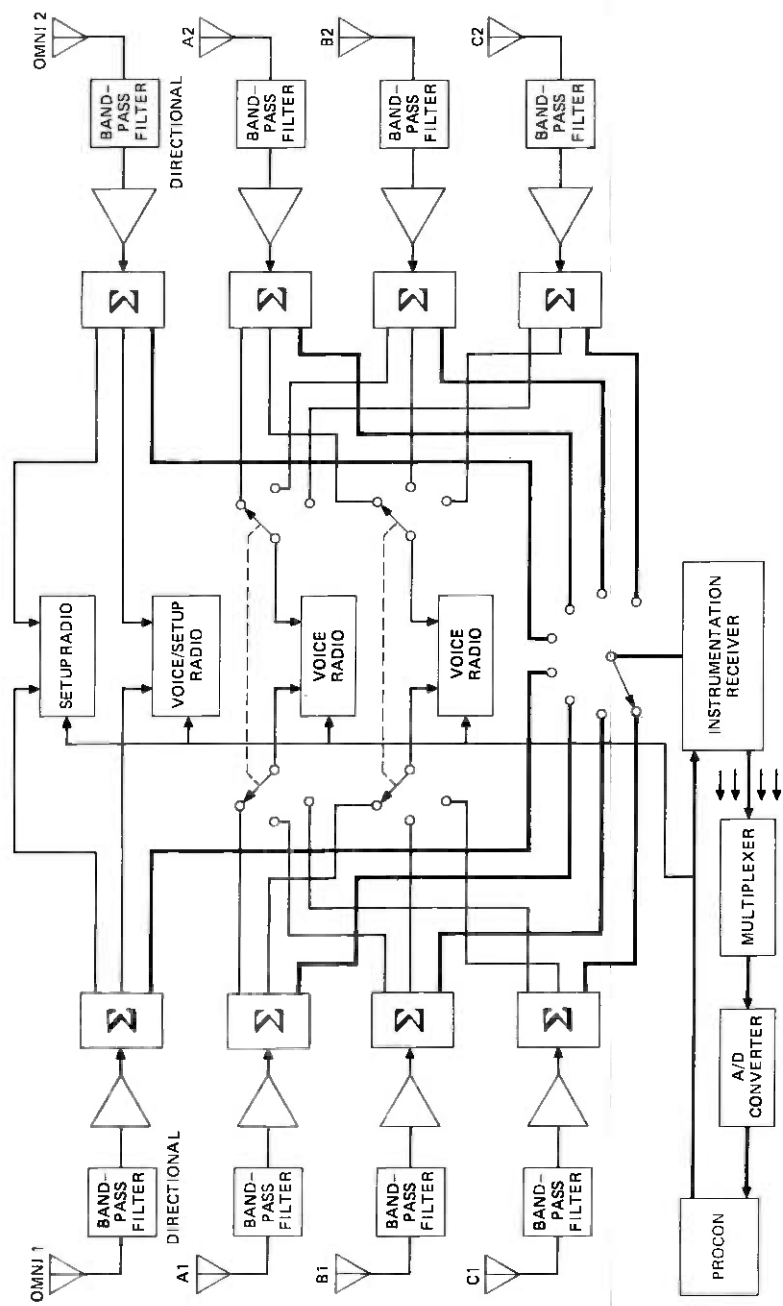 OMNI 1
BAND-
PASS
FILTER
DIRECTIONAL
A1
BAND-
PASS
FILTER
B1
BAND-
PASS
FILTER
C1
BAND-
PASS
FILTER
Σ
Σ
Σ
Σ
SETUP RADIO
VOICE/SETUP
RADIO
VOICE
RADIO
VOICE
RADIO
Σ
Σ
Σ
Σ
OMNI 2
BAND-
PASS
FILTER
DIRECTIONAL
A2
BAND-
PASS
FILTER
B2
BAND-
PASS
FILTER
C2
BAND-
PASS
FILTER
PROCON
A/D
CONVERTER
MULTIPLEXER
INSTRUMENTATION
RECEIVER